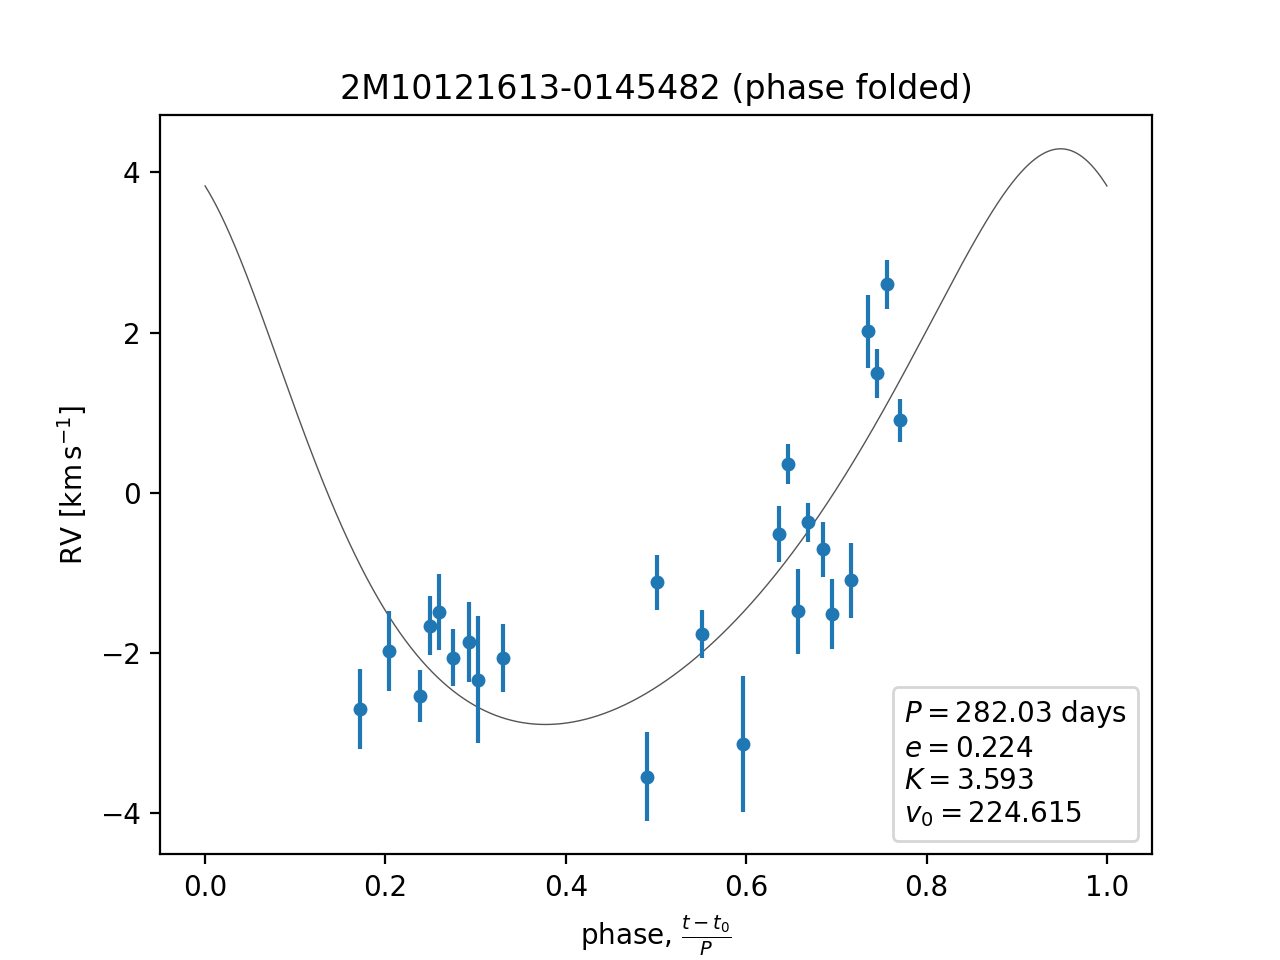 2M10121613-0145482 (phase folded)
4
2
0
−2
−4
RV [km s⁻¹]
P = 282.03 days
e = 0.224
K = 3.593
v₀ = 224.615
0.0 0.2 0.4 0.6 0.8 1.0
phase, (t − t₀)/P